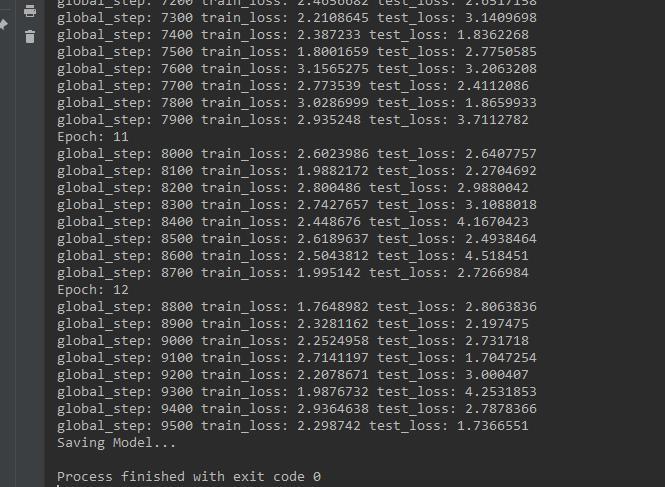 global_step: 7200 train_loss: 2.4656682 test_loss: 2.6517158
global_step: 7300 train_loss: 2.2108645 test_loss: 3.1409698
global_step: 7400 train_loss: 2.387233 test_loss: 1.8362268
global_step: 7500 train_loss: 1.8001659 test_loss: 2.7750585
global_step: 7600 train_loss: 3.1565275 test_loss: 3.2063208
global_step: 7700 train_loss: 2.773539 test_loss: 2.4112086
global_step: 7800 train_loss: 3.0286999 test_loss: 1.8659933
global_step: 7900 train_loss: 2.935248 test_loss: 3.7112782
Epoch: 11
global_step: 8000 train_loss: 2.6023986 test_loss: 2.6407757
global_step: 8100 train_loss: 1.9882172 test_loss: 2.2704692
global_step: 8200 train_loss: 2.800486 test_loss: 2.9880042
global_step: 8300 train_loss: 2.7427657 test_loss: 3.1088018
global_step: 8400 train_loss: 2.448676 test_loss: 4.1670423
global_step: 8500 train_loss: 2.6189637 test_loss: 2.4938464
global_step: 8600 train_loss: 2.5043812 test_loss: 4.518451
global_step: 8700 train_loss: 1.995142 test_loss: 2.7266984
Epoch: 12
global_step: 8800 train_loss: 1.7648982 test_loss: 2.8063836
global_step: 8900 train_loss: 2.3281162 test_loss: 2.197475
global_step: 9000 train_loss: 2.2524958 test_loss: 2.731718
global_step: 9100 train_loss: 2.7141197 test_loss: 1.7047254
global_step: 9200 train_loss: 2.2078671 test_loss: 3.000407
global_step: 9300 train_loss: 1.9876732 test_loss: 4.2531853
global_step: 9400 train_loss: 2.9364638 test_loss: 2.7878366
global_step: 9500 train_loss: 2.298742 test_loss: 1.7366551
Saving Model...
Process finished with exit code 0